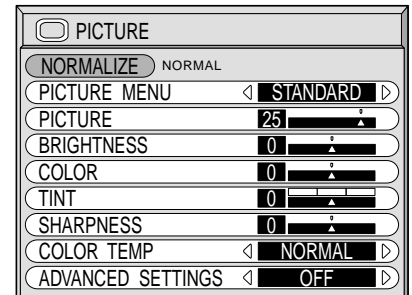 PICTURE
NORMALIZE NORMAL
PICTURE MENU STANDARD
PICTURE 25
BRIGHTNESS 0
COLOR 0
TINT 0
SHARPNESS 0
COLOR TEMP NORMAL
ADVANCED SETTINGS OFF